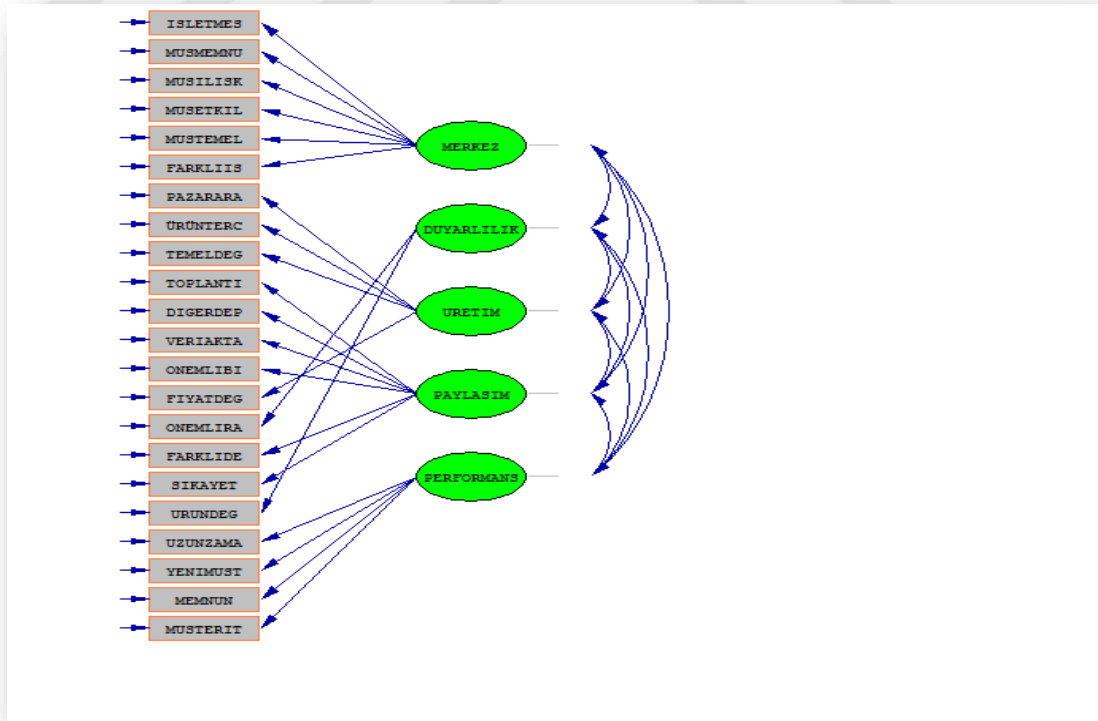 ISLETMES
MUSMEMNU
MUSILISK
MUSETKIL
MUSTEMEL
FARKLIIS
PAZARARA
ÜRÜNTERC
TEMELDEG
TOPLANTI
DIGERDEP
VERIAKTA
ONEMLIBI
FIYATDEG
ONEMLIRA
FARKLIDE
SIKAYET
URUNDEG
UZUNZAMA
YENIMUST
MEMNUN
MUSTERIT
MERKEZ
DUYARLILIK
URETIM
PAYLASIM
PERFORMANS